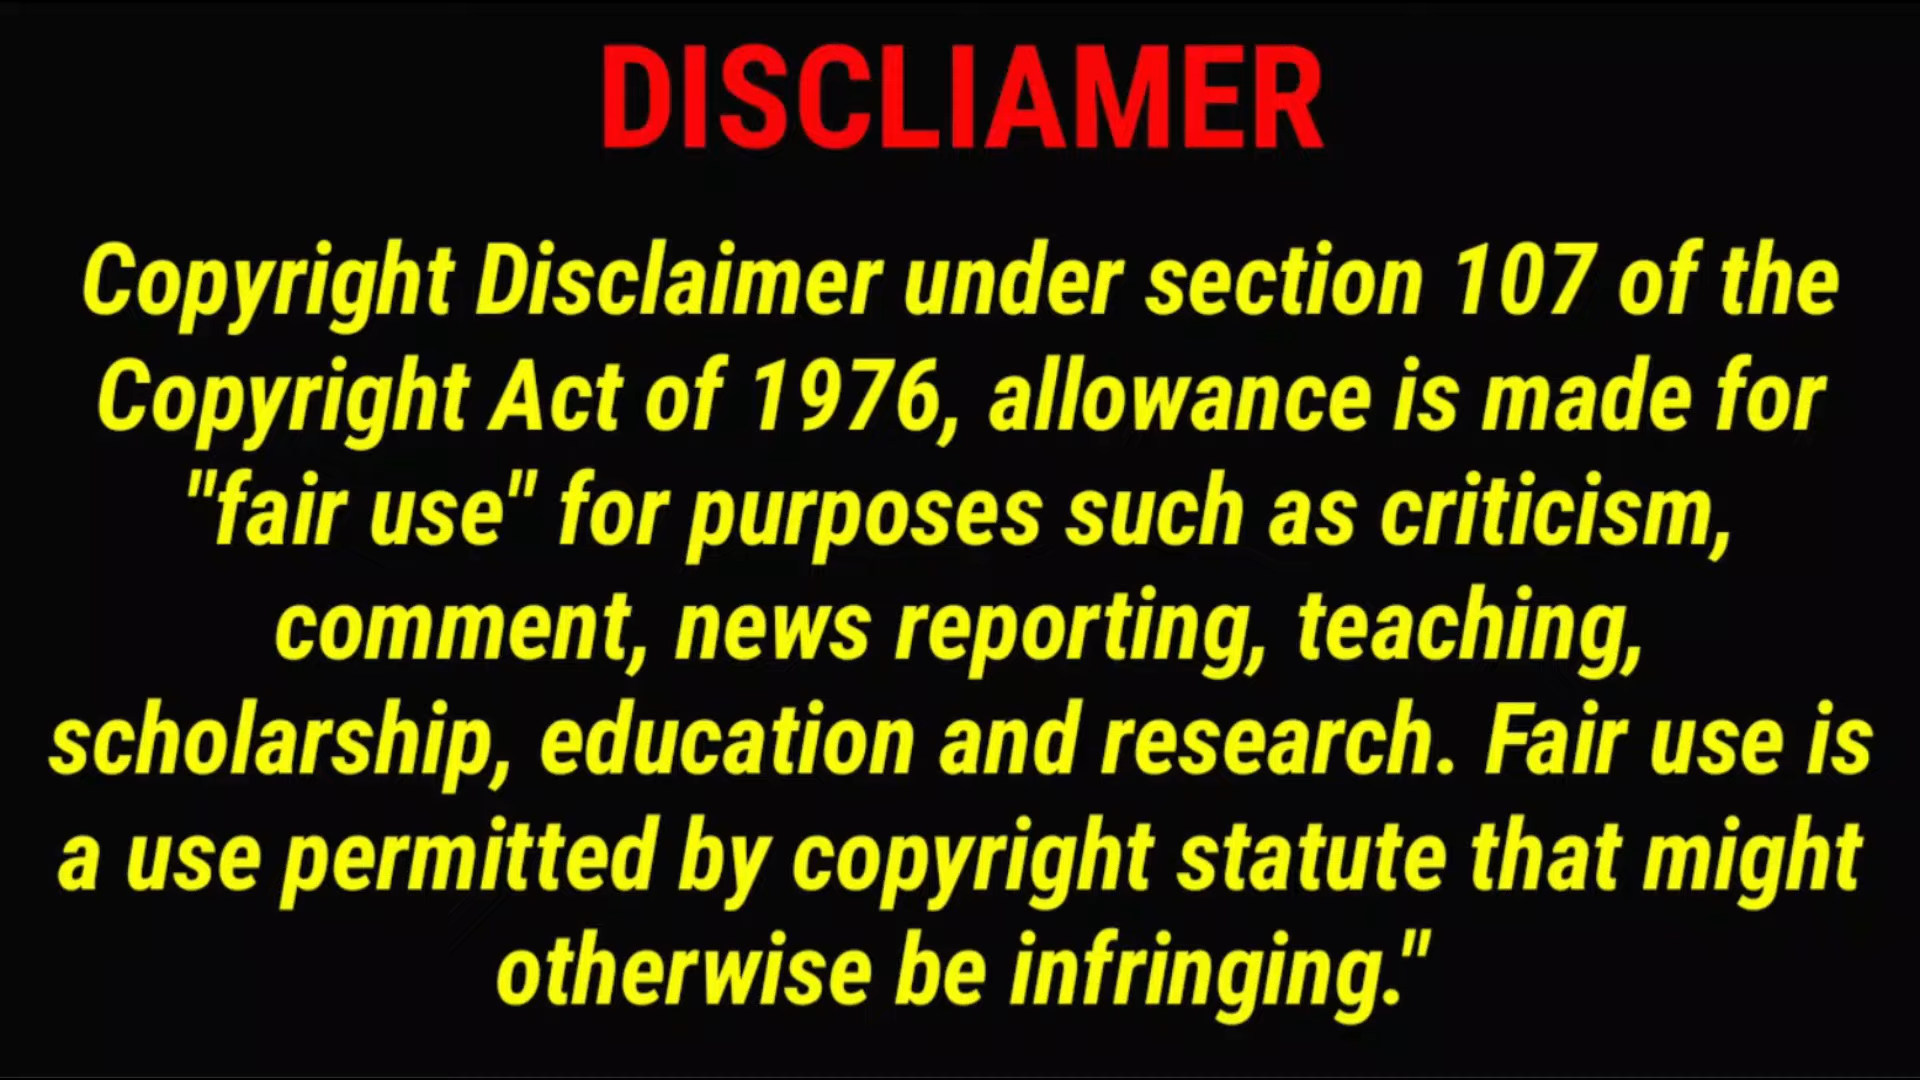 DISCLIAMER
Copyright Disclaimer under section 107 of the
Copyright Act of 1976, allowance is made for
"fair use" for purposes such as criticism,
comment, news reporting, teaching,
scholarship, education and research. Fair use is
a use permitted by copyright statute that might
otherwise be infringing."